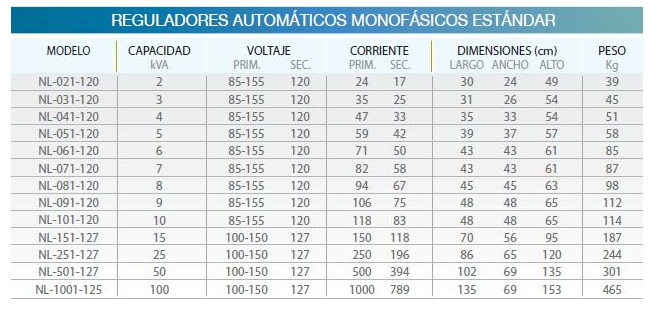 REGULADORES AUTOMÁTICOS MONOFÁSICOS ESTÁNDAR
MODELO CAPACIDAD VOLTAJE CORRIENTE DIMENSIONES (cm) PESO
kVA PRIM. SEC. PRIM. SEC. LARGO ANCHO ALTO Kg
NL-021-120 2 85-155 120 24 17 30 24 49 39
NL-031-120 3 85-155 120 35 25 31 26 54 45
NL-041-120 4 85-155 120 47 33 35 33 54 51
NL-051-120 5 85-155 120 59 42 39 37 57 58
NL-061-120 6 85-155 120 71 50 43 43 61 85
NL-071-120 7 85-155 120 82 58 43 43 61 87
NL-081-120 8 85-155 120 94 67 45 45 63 98
NL-091-120 9 85-155 120 106 75 48 48 65 112
NL-101-120 10 85-155 120 118 83 48 48 65 114
NL-151-127 15 100-150 127 150 118 70 56 95 187
NL-251-127 25 100-150 127 250 196 86 65 120 244
NL-501-127 50 100-150 127 500 394 102 69 135 301
NL-1001-125 100 100-150 127 1000 789 135 69 153 465